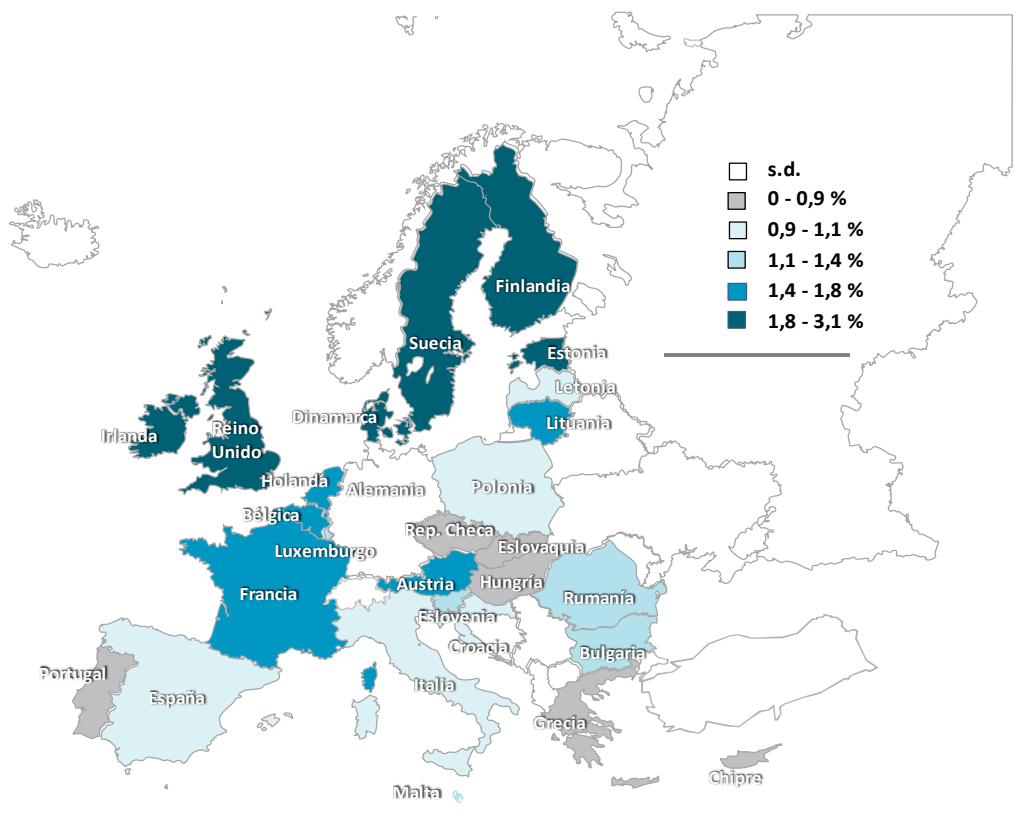 s.d.
0 - 0,9 %
0,9 - 1,1 %
1,1 - 1,4 %
1,4 - 1,8 %
1,8 - 3,1 %
Finlandia
Suecia
Estonia
Letonia
Dinamarca
Lituania
Irlanda
Reino
Unido
Holanda
Alemania
Polonia
Bélgica
Rep. Checa
Luxemburgo
Eslovaquia
Austria
Hungría
Francia
Rumanía
Eslovenia
Croacia
Bulgaria
Portugal
España
Italia
Grecia
Chipre
Malta